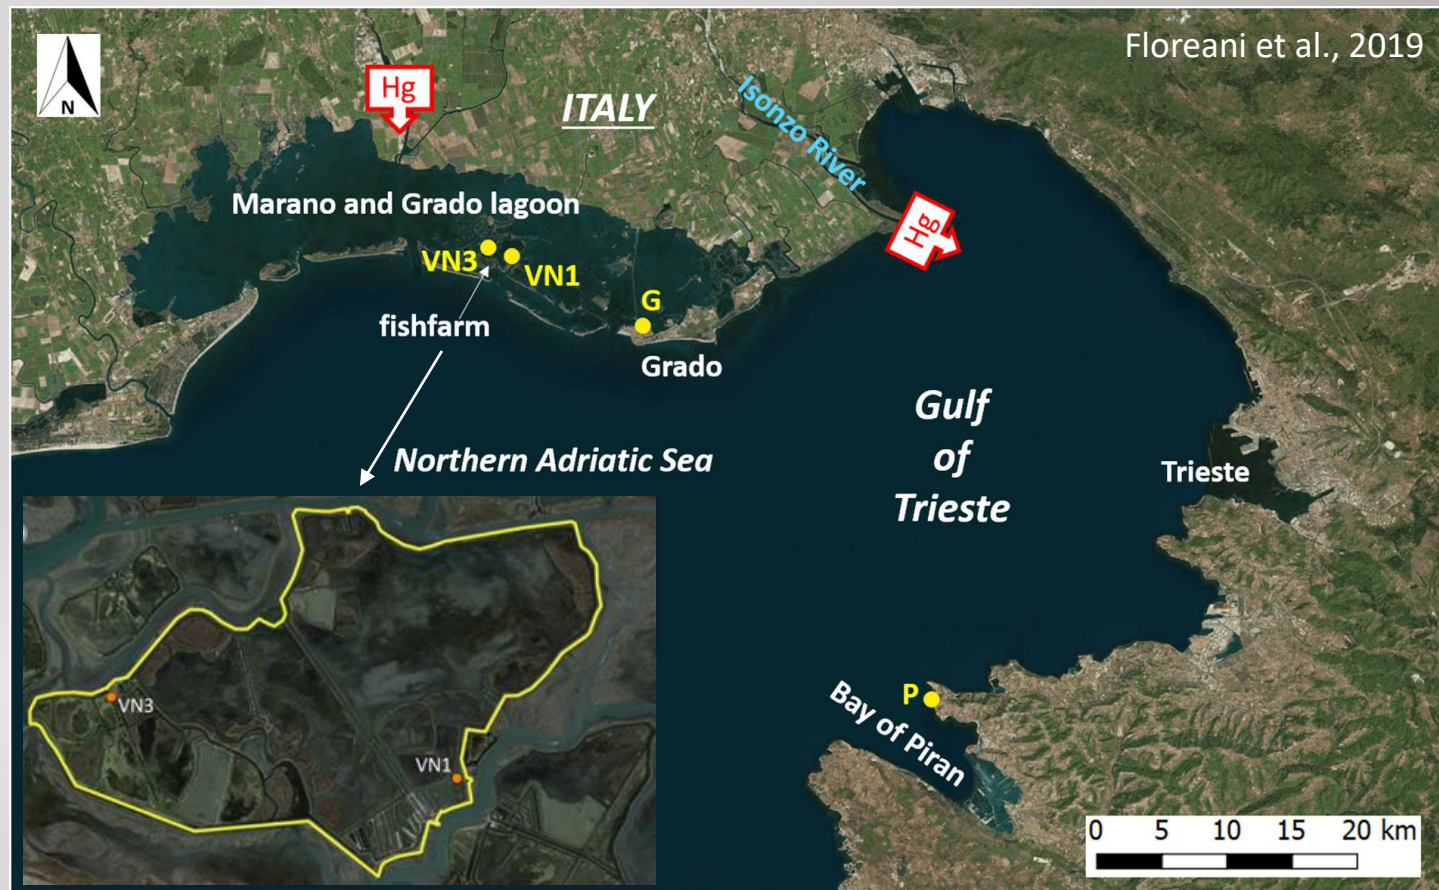 Floreani et al., 2019
N
Hg
ITALY
Isonzo River
Marano and Grado lagoon
Hg
VN3
VN1
G
fishfarm
Grado
Gulf
of
Trieste
Northern Adriatic Sea
Trieste
VN3
VN1
P
Bay of Piran
0 5 10 15 20 km